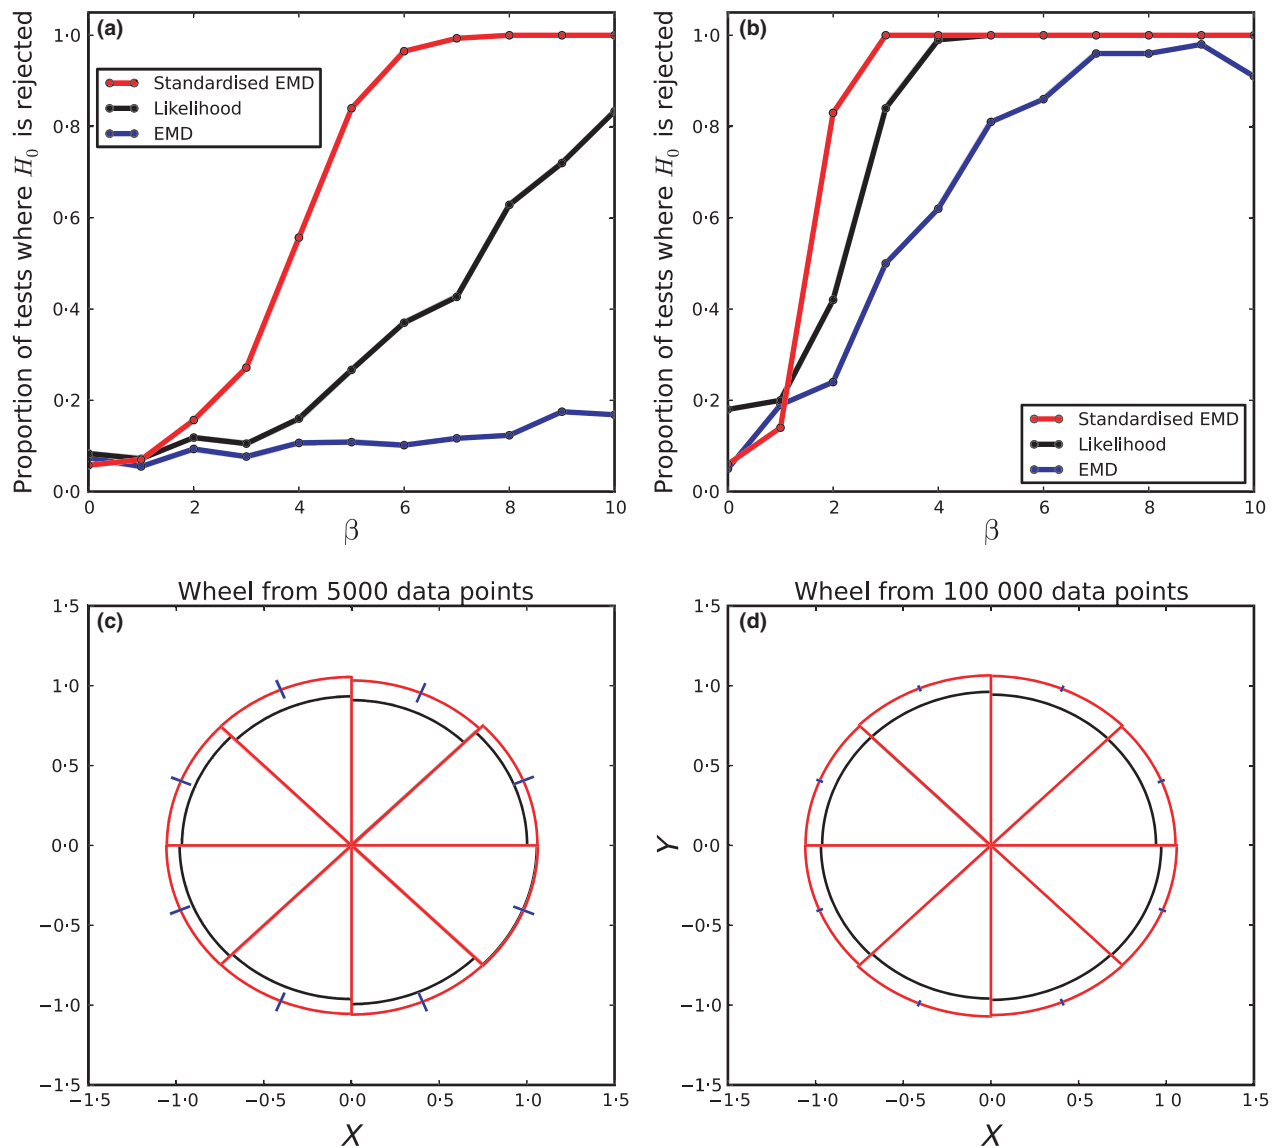 (a)
Proportion of tests where H₀ is rejected
1·0
0·8
0·6
0·4
0·2
0·0
Standardised EMD
Likelihood
EMD
0 2 4 6 8 10
β
(b)
Proportion of tests where H₀ is rejected
1·0
0·8
0·6
0·4
0·2
0·0
Standardised EMD
Likelihood
EMD
0 2 4 6 8 10
β
Wheel from 5000 data points
(c)
1·5
1·0
0·5
0·0
−0·5
−1·0
−1·5
−1·5 −1·0 −0·5 0·0 0·5 1·0 1·5
X
Wheel from 100 000 data points
(d)
Y
1·5
1·0
0·5
0·0
−0·5
−1·0
−1·5
−1·5 −1·0 −0·5 0·0 0·5 1 0 1·5
X